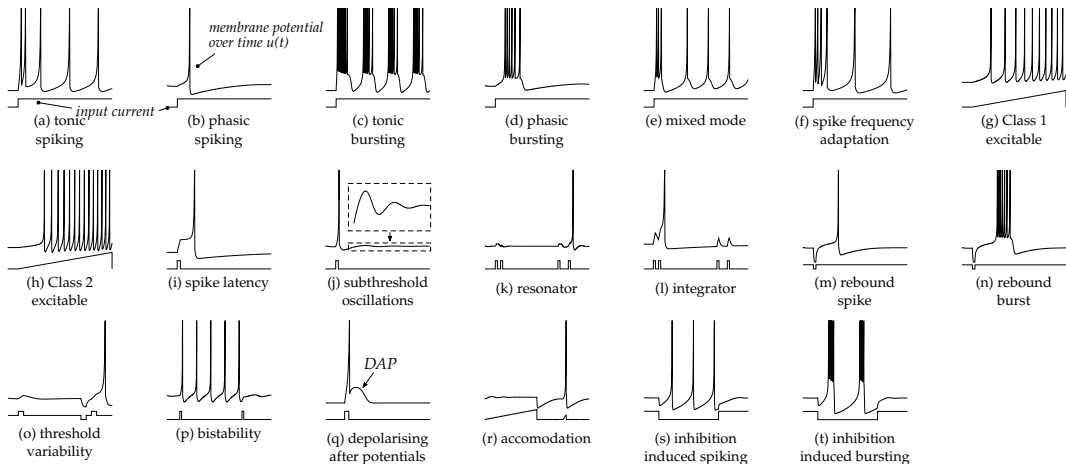 membrane potential
over time u(t)
input current
(a) tonic
spiking
(b) phasic
spiking
(c) tonic
bursting
(d) phasic
bursting
(e) mixed mode
(f) spike frequency
adaptation
(g) Class 1
excitable
(h) Class 2
excitable
(i) spike latency
(j) subthreshold
oscillations
(k) resonator
(l) integrator
(m) rebound
spike
(n) rebound
burst
DAP
(o) threshold
variability
(p) bistability
(q) depolarising
after potentials
(r) accomodation
(s) inhibition
induced spiking
(t) inhibition
induced bursting